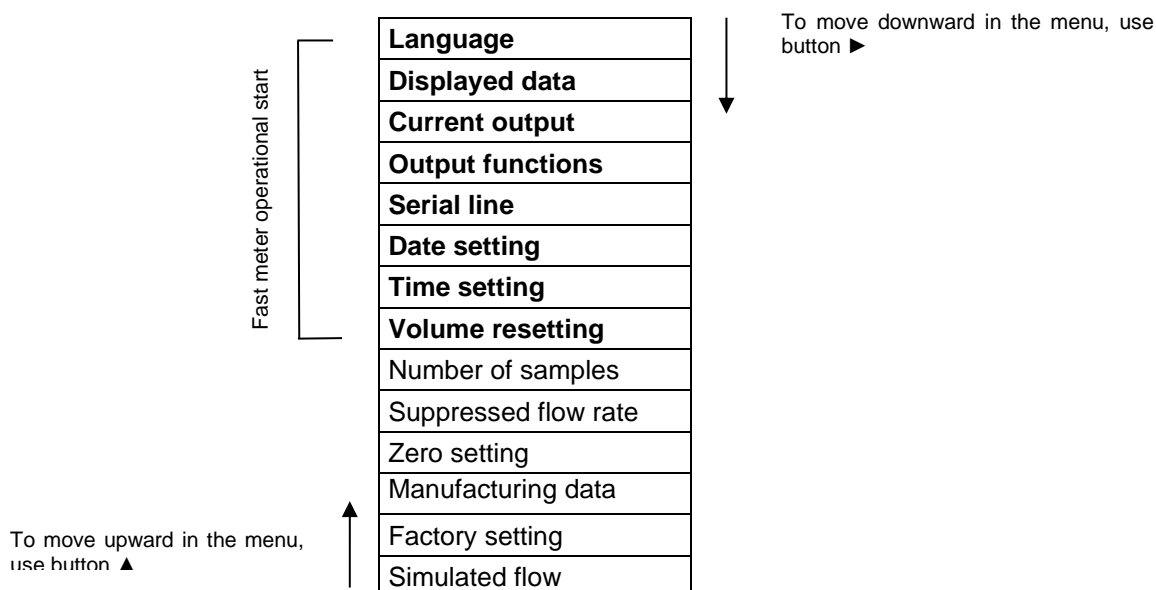 To move downward in the menu, use
button ►
Fast meter operational start
Language
Displayed data
Current output
Output functions
Serial line
Date setting
Time setting
Volume resetting
Number of samples
Suppressed flow rate
Zero setting
Manufacturing data
Factory setting
Simulated flow
To move upward in the menu,
use button ▲